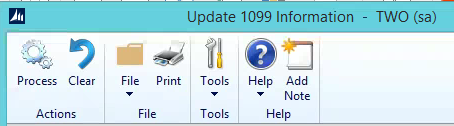 Update 1099 Information - TWO (sa)
Process Clear File Print Tools Help Add
Note
Actions File Tools Help